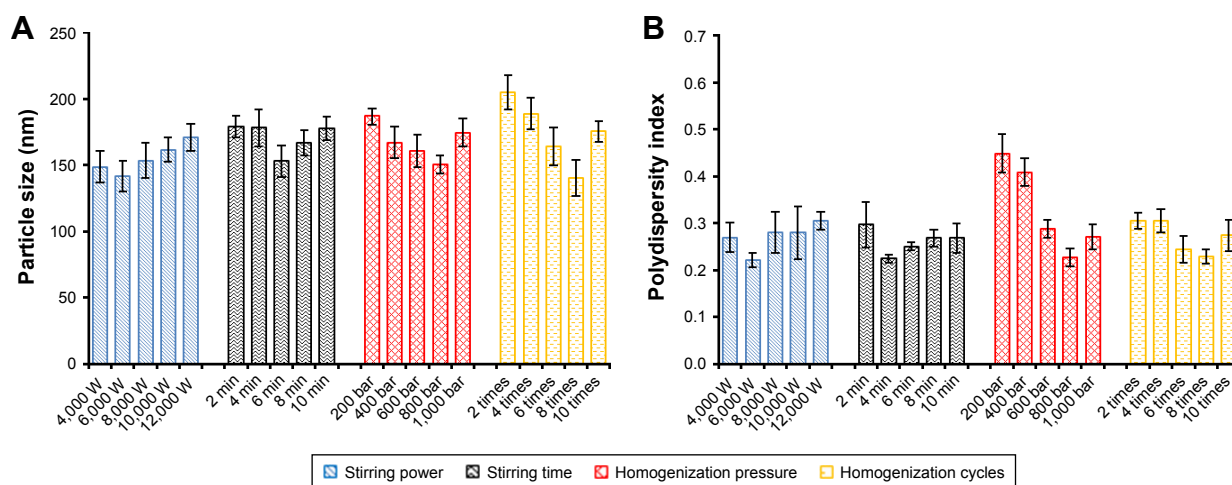 A
Particle size (nm)
250
200
150
100
50
0
4,000 W
6,000 W
8,000 W
10,000 W
12,000 W
2 min
4 min
6 min
8 min
10 min
200 bar
400 bar
600 bar
800 bar
1,000 bar
2 times
4 times
6 times
8 times
10 times
B
Polydispersity index
0.7
0.6
0.5
0.4
0.3
0.2
0.1
0.0
4,000 W
6,000 W
8,000 W
10,000 W
12,000 W
2 min
4 min
6 min
8 min
10 min
200 bar
400 bar
600 bar
800 bar
1,000 bar
2 times
4 times
6 times
8 times
10 times
Stirring power Stirring time Homogenization pressure Homogenization cycles